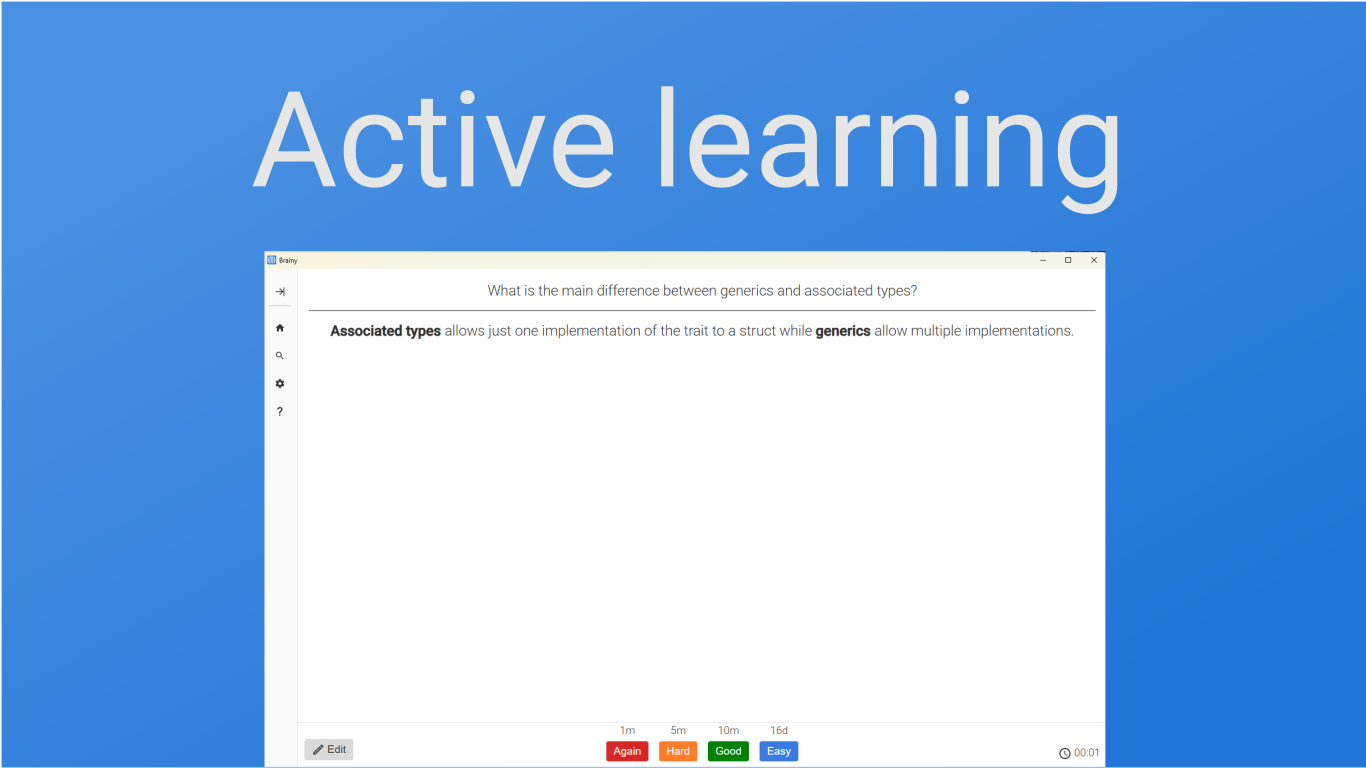 Active learning
Brainy
What is the main difference between generics and associated types?
Associated types allows just one implementation of the trait to a struct while generics allow multiple implementations.
?
1m 5m 10m 16d
Edit Again Hard Good Easy 00:01